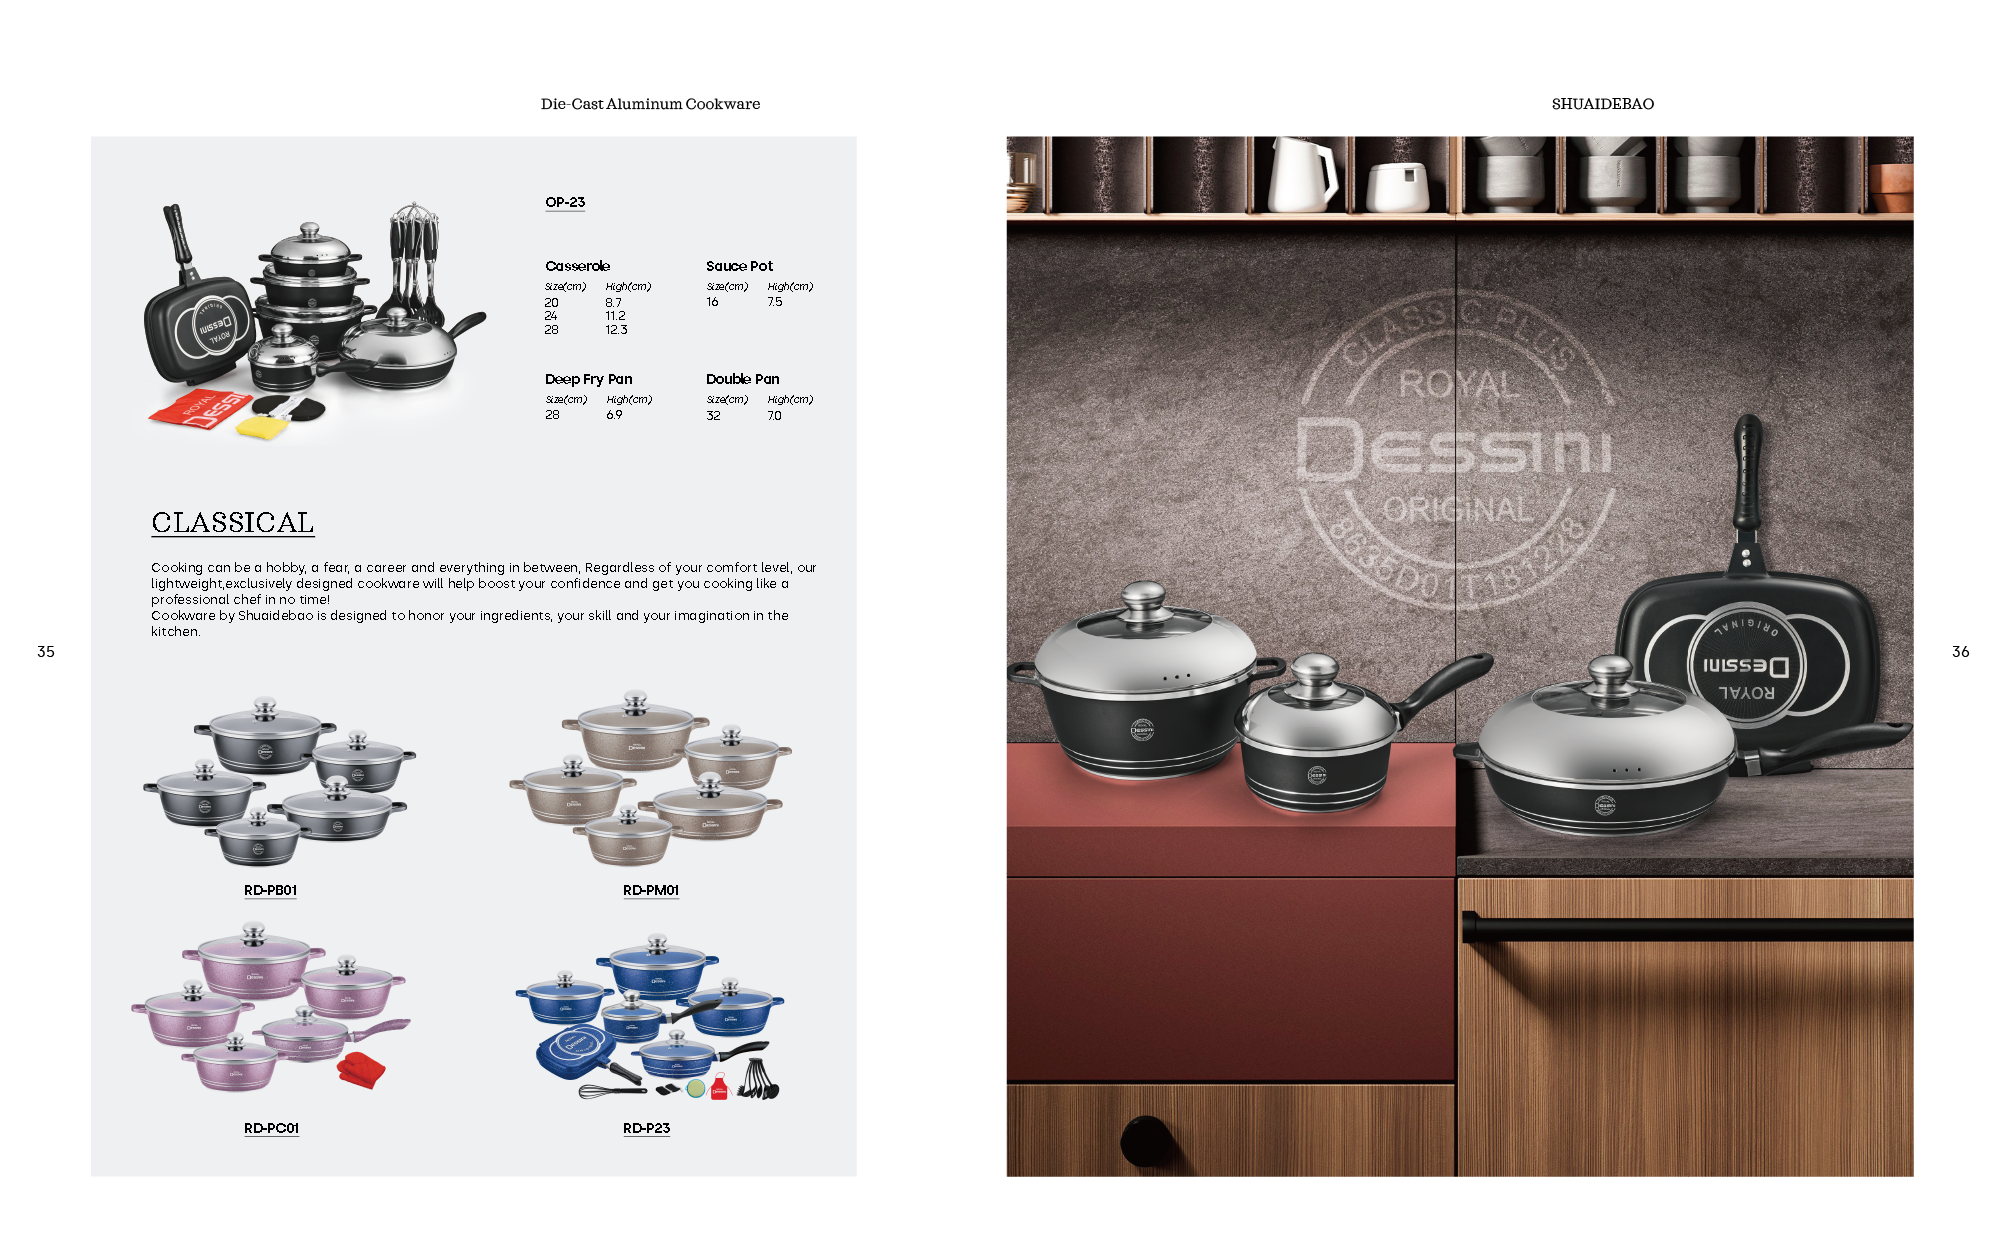 Die-Cast Aluminum Cookware
OP-23
Casserole
Size(cm) High(cm)
20 8.7
24 11.2
28 12.3
Sauce Pot
Size(cm) High(cm)
16 7.5
Deep Fry Pan
Size(cm) High(cm)
28 6.9
Double Pan
Size(cm) High(cm)
32 7.0
ROYAL
DESSINI
ORIGINAL
ROYAL
DESSI
CLASSICAL
Cooking can be a hobby, a fear, a career and everything in between, Regardless of your comfort level, our
lightweight,exclusively designed cookware will help boost your confidence and get you cooking like a
professional chef in no time!
Cookware by Shuaidebao is designed to honor your ingredients, your skill and your imagination in the
kitchen.
35
RD-PB01
RD-PM01
RD-PC01
RD-P23
SHUAIDEBAO
CLASSIC PLUS
ROYAL
DESSINI
ORIGINAL
ROYAL
DESSINI
ORIGINAL
36